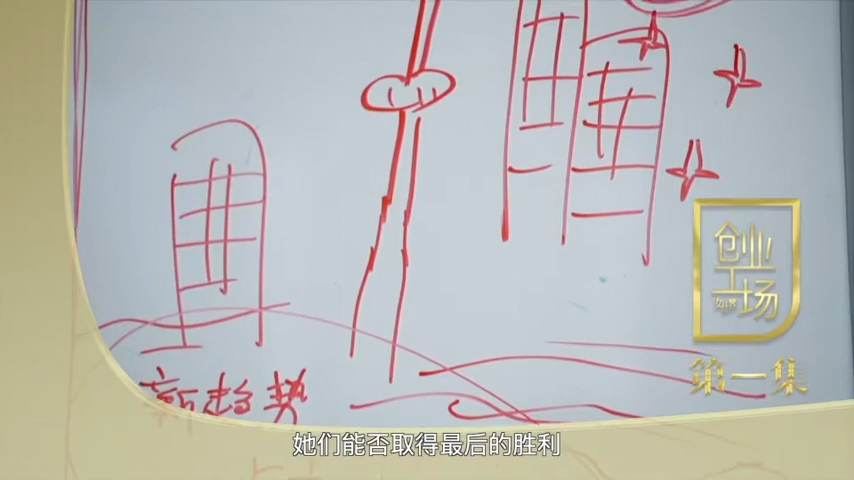 创业
工场
第一集
新趋势
她们能否取得最后的胜利